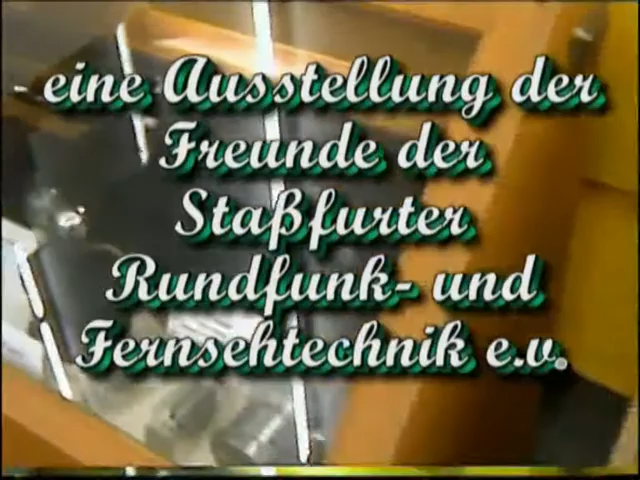 eine Ausstellung der
Freunde der
Staßfurter
Rundfunk- und
Fernsehtechnik e.v.